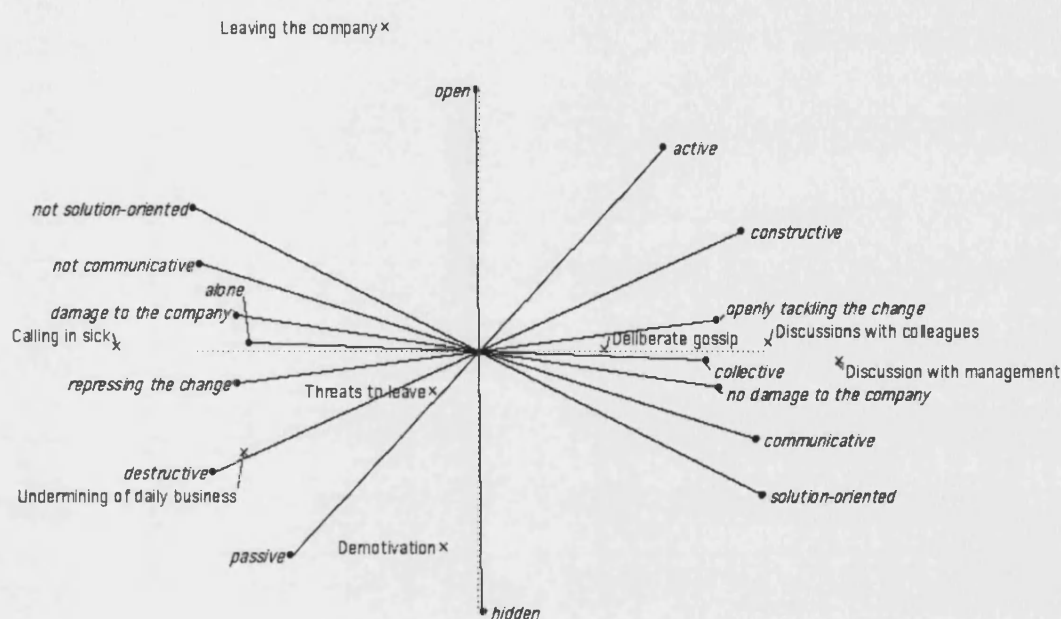 Leaving the company
open
active
not solution-oriented
constructive
not communicative
alone
damage to the company
openly tackling the change
Calling in sick
Deliberate gossip
Discussions with colleagues
repressing the change
Threats to leave
collective
Discussion with management
no damage to the company
communicative
destructive
Undermining of daily business
solution-oriented
passive
Demotivation
hidden